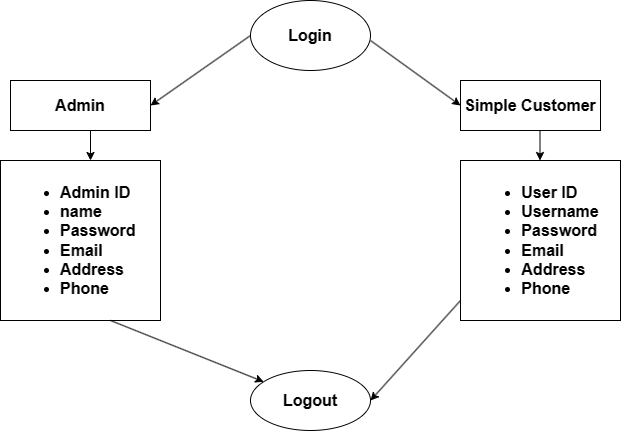 Login
Admin
Simple Customer
• Admin ID
• name
• Password
• Email
• Address
• Phone
• User ID
• Username
• Password
• Email
• Address
• Phone
Logout